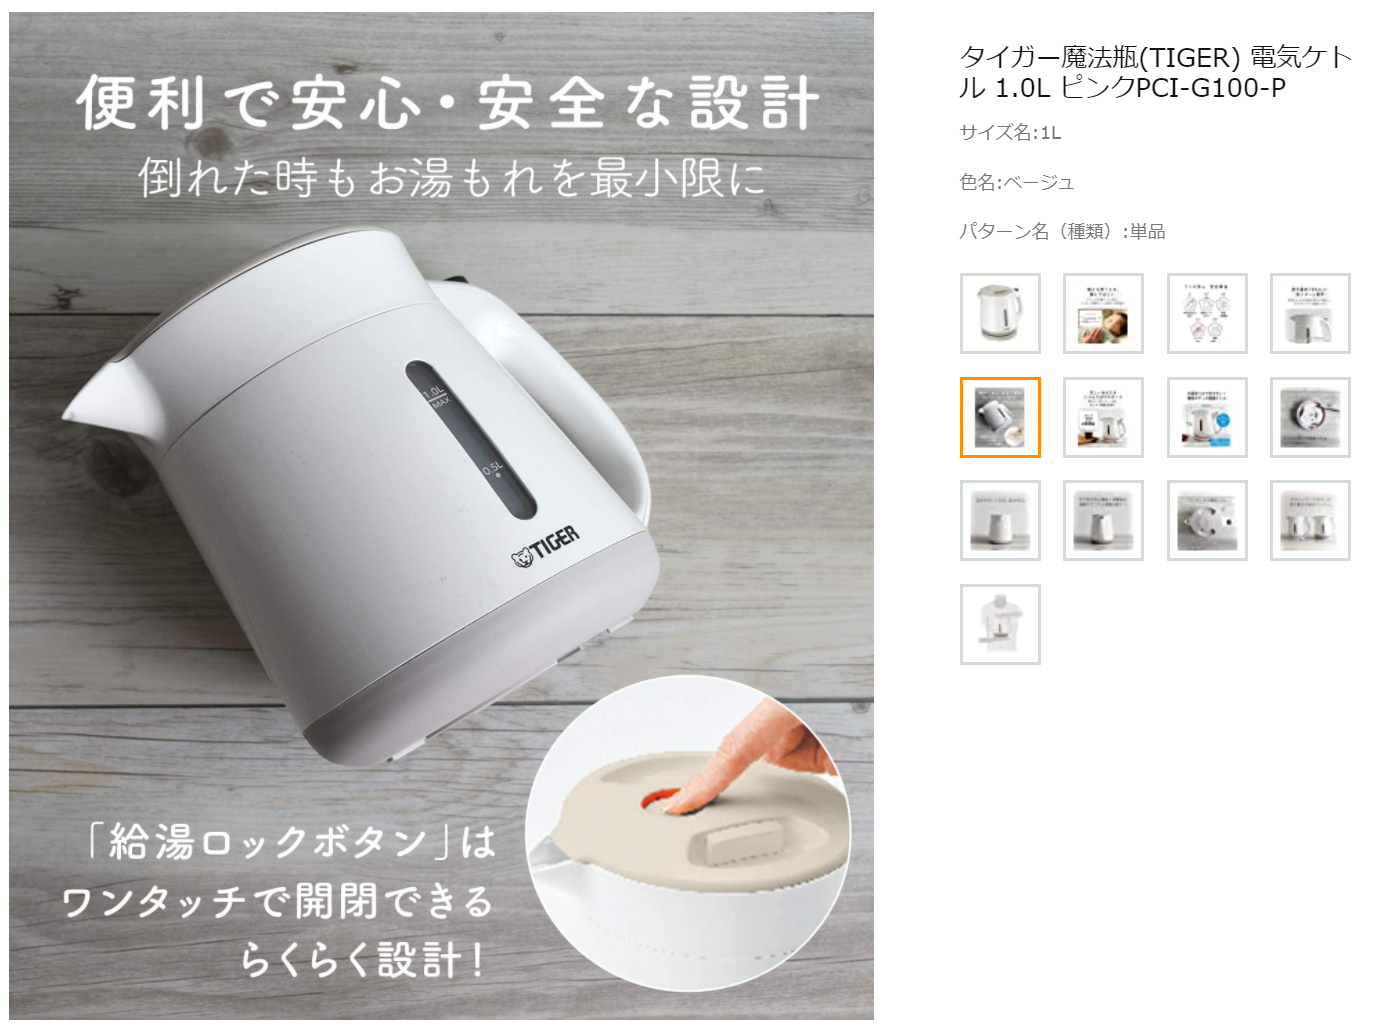 便利で安心・安全な設計
倒れた時もお湯もれを最小限に
1.0L
MAX
0.5L
TIGER
「給湯ロックボタン」は
ワンタッチで開閉できる
らくらく設計!
タイガー魔法瓶(TIGER) 電気ケト
ル 1.0L ピンクPCI-G100-P
サイズ名:1L
色名:ベージュ
パターン名（種類）:単品